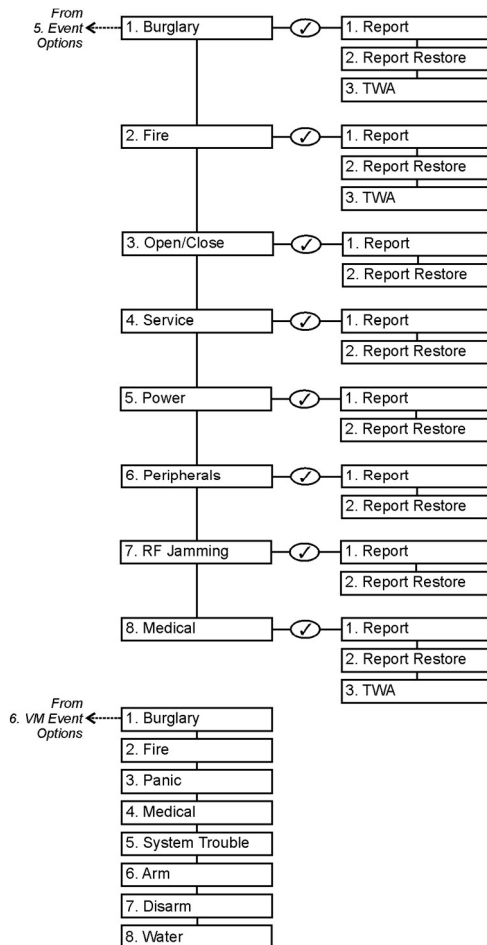 From
5. Event
Options
1. Burglary
✓
1. Report
2. Report Restore
3. TWA
2. Fire
✓
1. Report
2. Report Restore
3. TWA
3. Open/Close
✓
1. Report
2. Report Restore
4. Service
✓
1. Report
2. Report Restore
5. Power
✓
1. Report
2. Report Restore
6. Peripherals
✓
1. Report
2. Report Restore
7. RF Jamming
✓
1. Report
2. Report Restore
8. Medical
✓
1. Report
2. Report Restore
3. TWA
From
6. VM Event
Options
1. Burglary
2. Fire
3. Panic
4. Medical
5. System Trouble
6. Arm
7. Disarm
8. Water